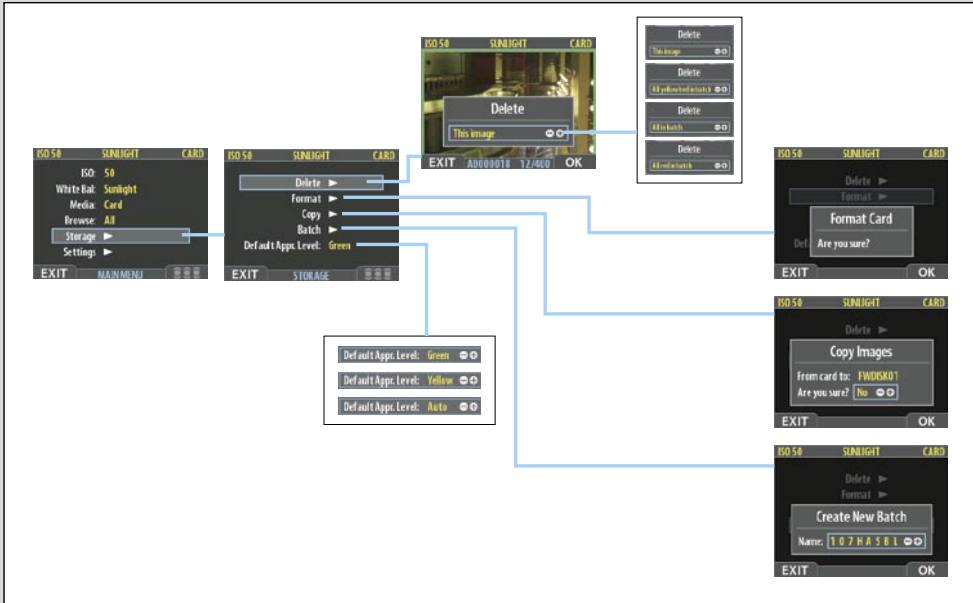 ISO 50 SUNLIGHT CARD
Delete
This image
EXIT A0000018 12/400 OK
Delete
This image
Delete
All yellow/red in batch
Delete
All in batch
Delete
All red in batch
ISO 50 SUNLIGHT CARD
ISO: 50
White Bal: Sunlight
Media: Card
Browse: All
Storage
Settings
EXIT MAIN MENU
ISO 50 SUNLIGHT CARD
Delete
Format
Copy
Batch
Default Appr. Level: Green
EXIT STORAGE
Default Appr. Level: Green
Default Appr. Level: Yellow
Default Appr. Level: Auto
ISO 50 SUNLIGHT CARD
Delete
Format
Format Card
Def
Are you sure?
EXIT OK
ISO 50 SUNLIGHT CARD
Delete
Copy Images
From card to: FWDISK01
Are you sure? No
EXIT OK
ISO 50 SUNLIGHT CARD
Delete
Format
Create New Batch
Name: 107HASBL
EXIT OK